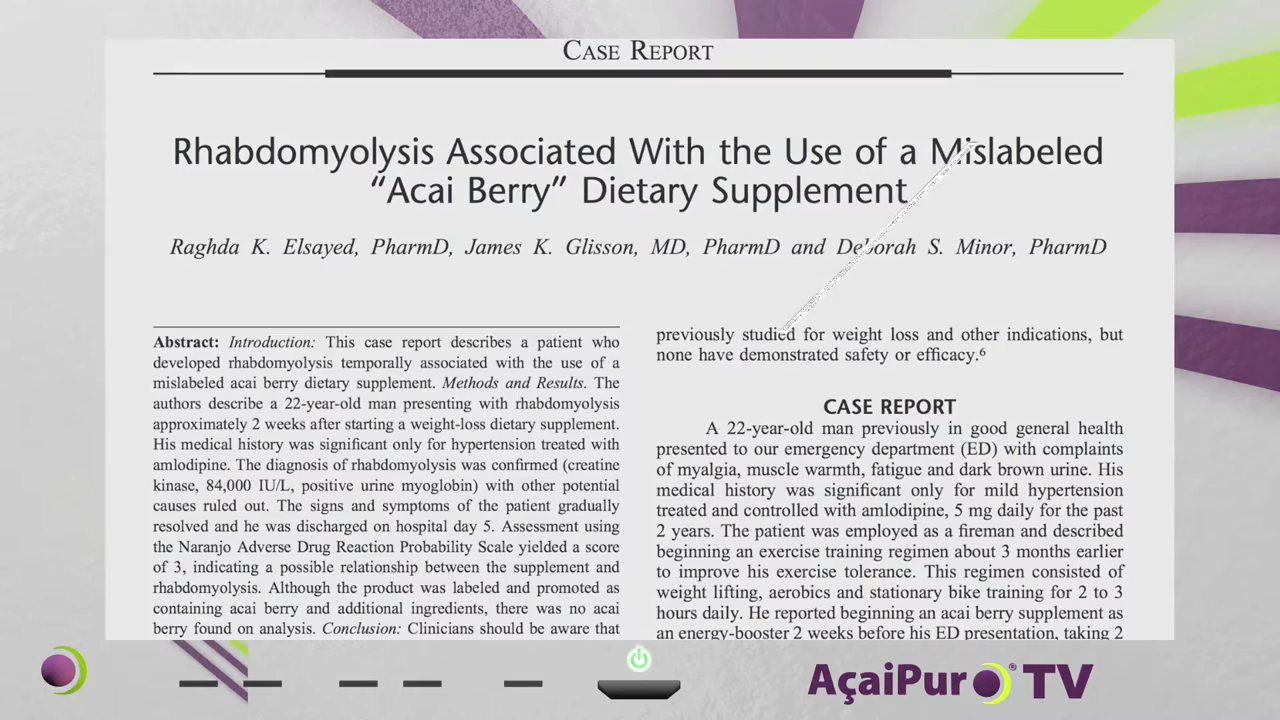 CASE REPORT
Rhabdomyolysis Associated With the Use of a Mislabeled
“Acai Berry” Dietary Supplement
Raghda K. Elsayed, PharmD, James K. Glisson, MD, PharmD and Deborah S. Minor, PharmD
Abstract: Introduction: This case report describes a patient who
developed rhabdomyolysis temporally associated with the use of a
mislabeled acai berry dietary supplement. Methods and Results. The
authors describe a 22-year-old man presenting with rhabdomyolysis
approximately 2 weeks after starting a weight-loss dietary supplement.
His medical history was significant only for hypertension treated with
amlodipine. The diagnosis of rhabdomyolysis was confirmed (creatine
kinase, 84,000 IU/L, positive urine myoglobin) with other potential
causes ruled out. The signs and symptoms of the patient gradually
resolved and he was discharged on hospital day 5. Assessment using
the Naranjo Adverse Drug Reaction Probability Scale yielded a score
of 3, indicating a possible relationship between the supplement and
rhabdomyolysis. Although the product was labeled and promoted as
containing acai berry and additional ingredients, there was no acai
berry found on analysis. Conclusion: Clinicians should be aware that
previously studied for weight loss and other indications, but
none have demonstrated safety or efficacy.⁶
CASE REPORT
A 22-year-old man previously in good general health
presented to our emergency department (ED) with complaints
of myalgia, muscle warmth, fatigue and dark brown urine. His
medical history was significant only for mild hypertension
treated and controlled with amlodipine, 5 mg daily for the past
2 years. The patient was employed as a fireman and described
beginning an exercise training regimen about 3 months earlier
to improve his exercise tolerance. This regimen consisted of
weight lifting, aerobics and stationary bike training for 2 to 3
hours daily. He reported beginning an acai berry supplement as
an energy-booster 2 weeks before his ED presentation, taking 2
AçaiPuro® TV